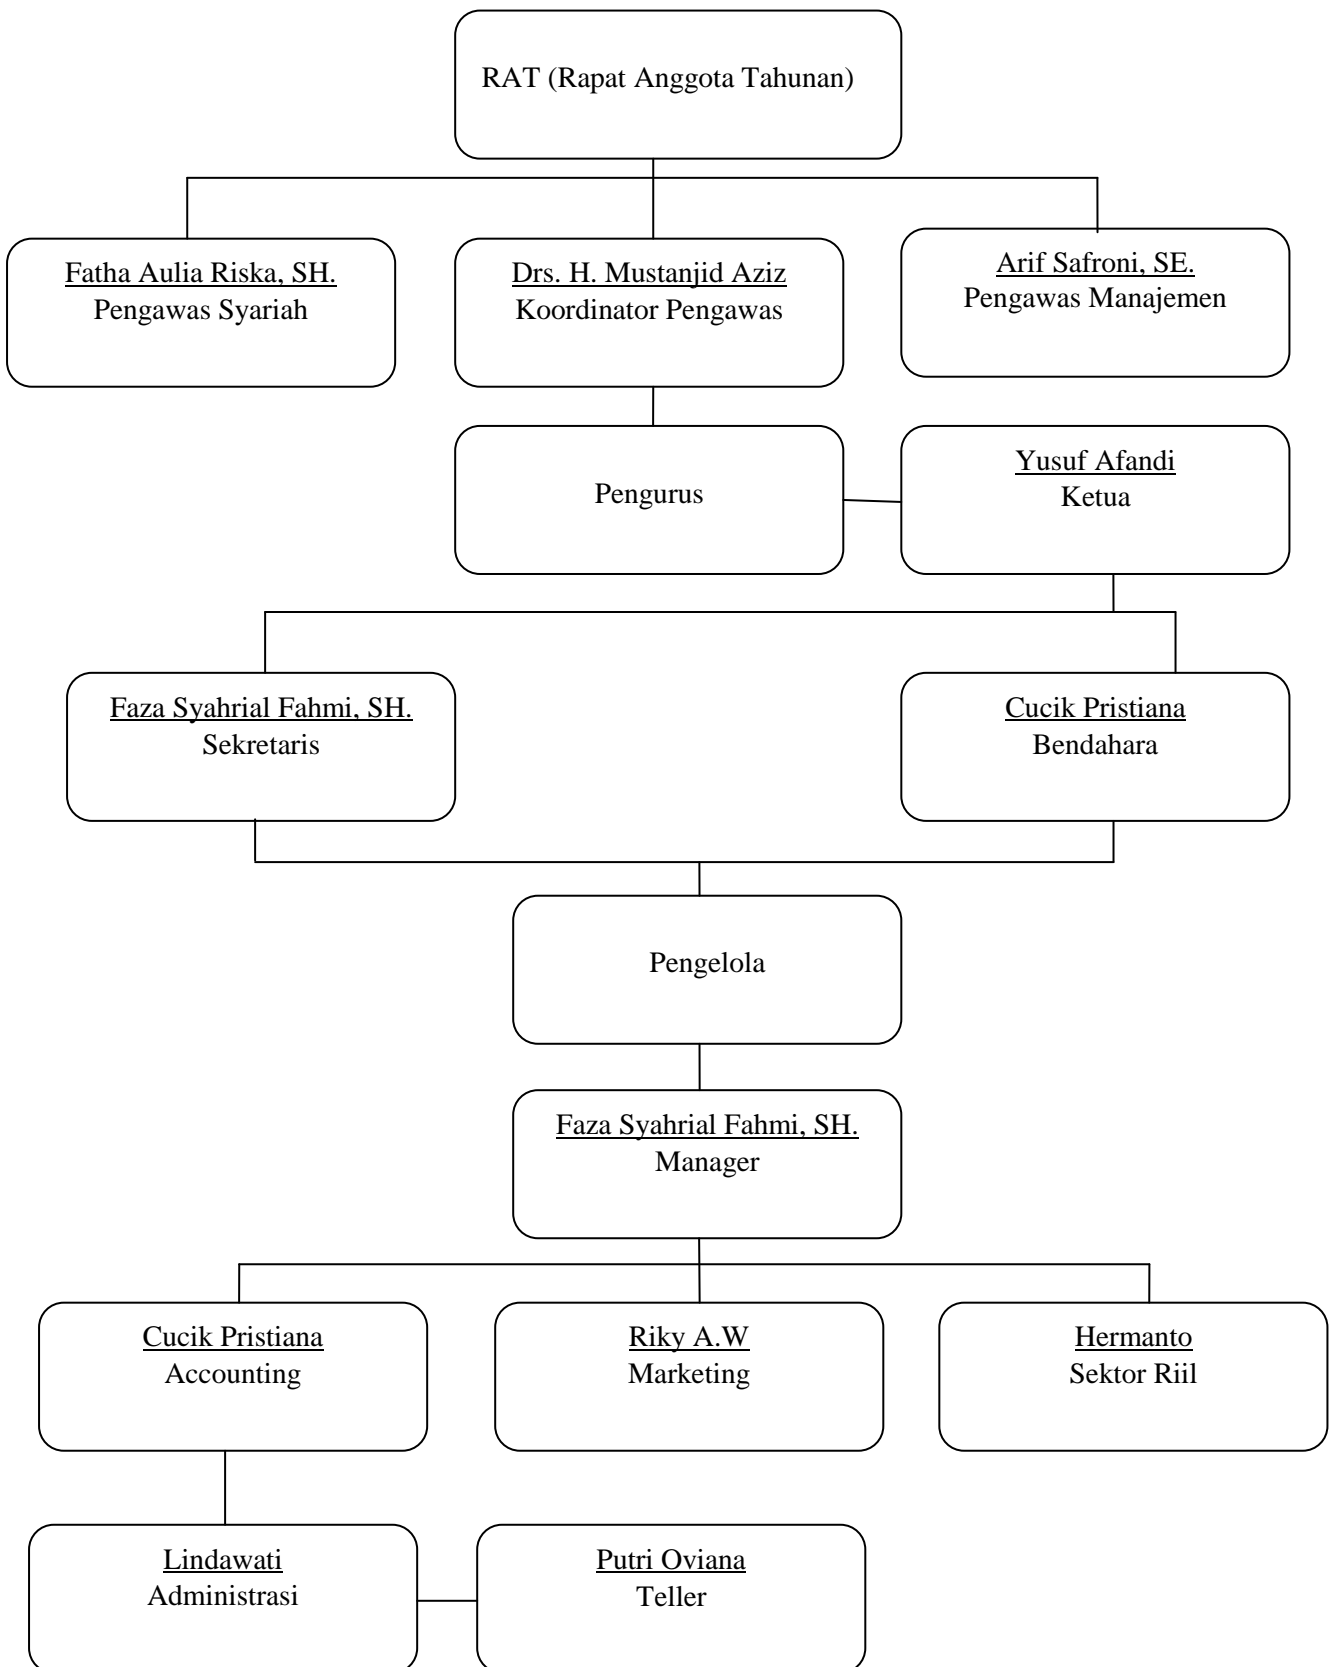 RAT (Rapat Anggota Tahunan)
Fatha Aulia Riska, SH.
Pengawas Syariah
Drs. H. Mustanjid Aziz
Koordinator Pengawas
Arif Safroni, SE.
Pengawas Manajemen
Pengurus
Yusuf Afandi
Ketua
Faza Syahrial Fahmi, SH.
Sekretaris
Cucik Pristiana
Bendahara
Pengelola
Faza Syahrial Fahmi, SH.
Manager
Cucik Pristiana
Accounting
Riky A.W
Marketing
Hermanto
Sektor Riil
Lindawati
Administrasi
Putri Oviana
Teller